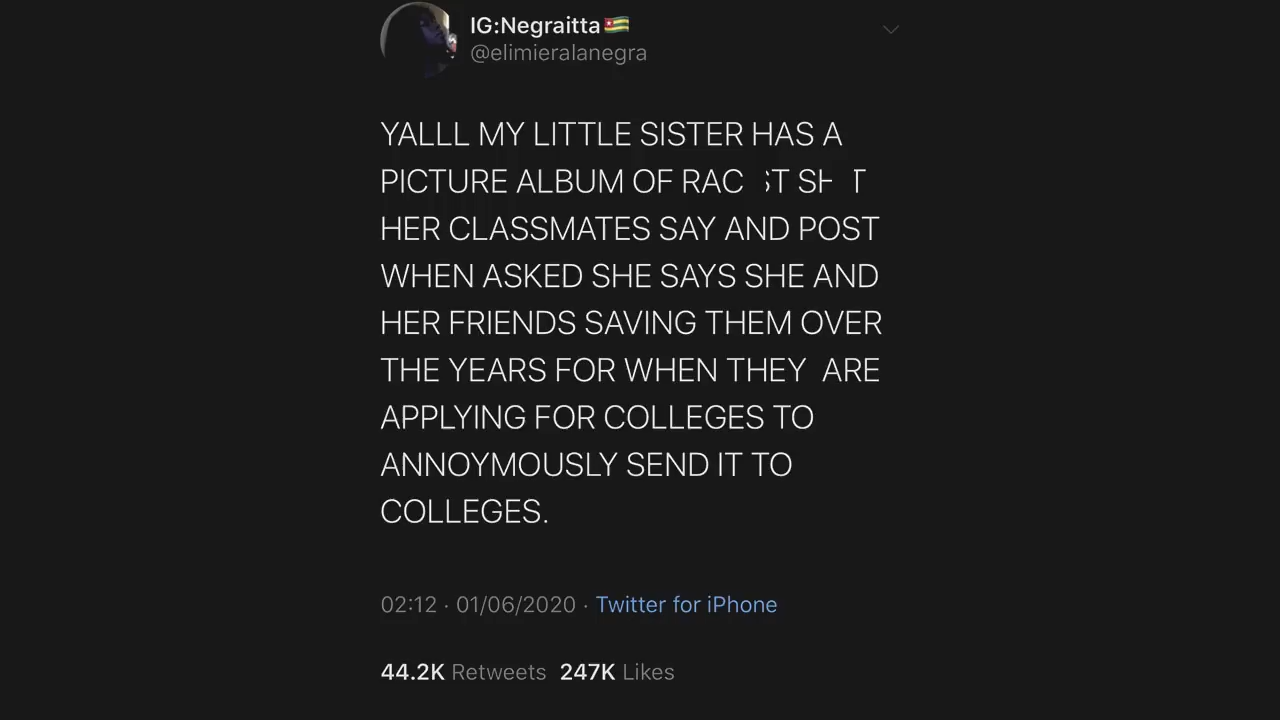 IG:Negraitta🇹🇬
@elimieralanegra
YALLL MY LITTLE SISTER HAS A
PICTURE ALBUM OF
HER CLASSMATES SAY AND POST
WHEN ASKED SHE SAYS SHE AND
HER FRIENDS SAVING THEM OVER
THE YEARS FOR WHEN THEY  ARE
APPLYING FOR COLLEGES TO
ANNOYMOUSLY SEND IT TO
COLLEGES.
02:12 · 01/06/2020 · Twitter for iPhone
44.2K Retweets 247K Likes